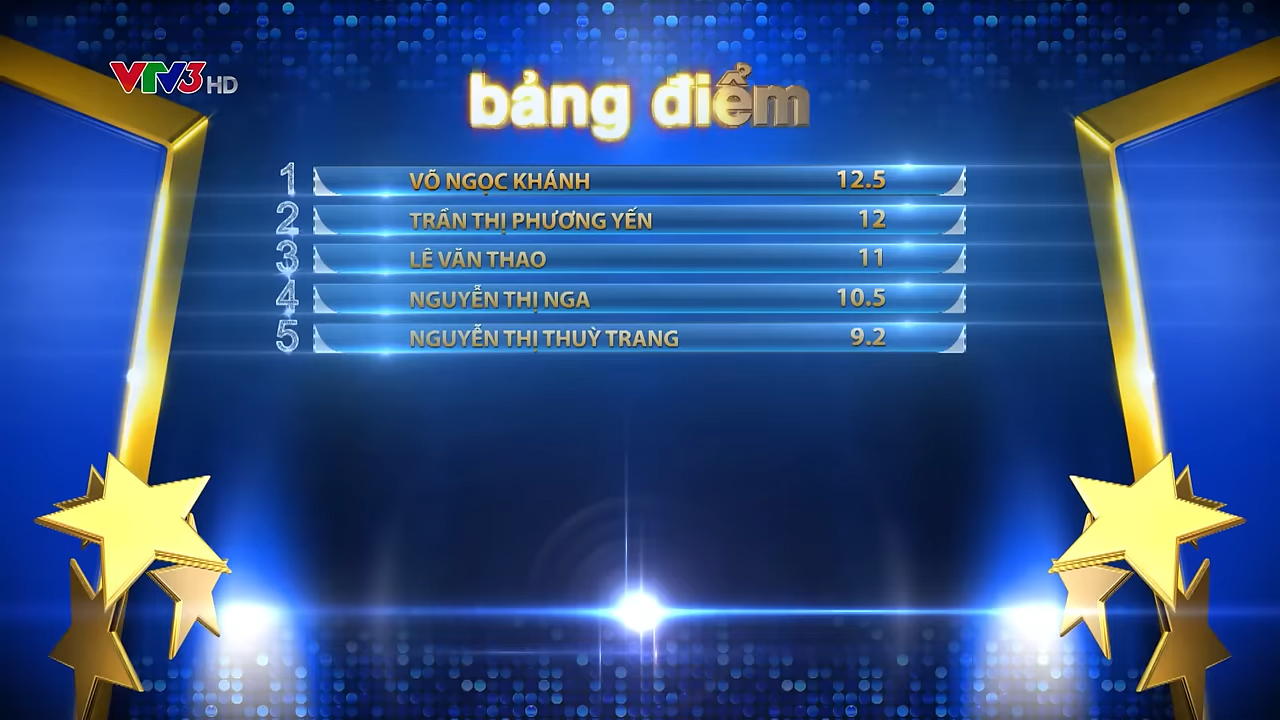 VTV3 HD
bảng điểm
1 VÕ NGỌC KHÁNH 12.5
2 TRẦN THỊ PHƯƠNG YẾN 12
3 LÊ VĂN THAO 11
4 NGUYỄN THỊ NGA 10.5
5 NGUYỄN THỊ THUỲ TRANG 9.2